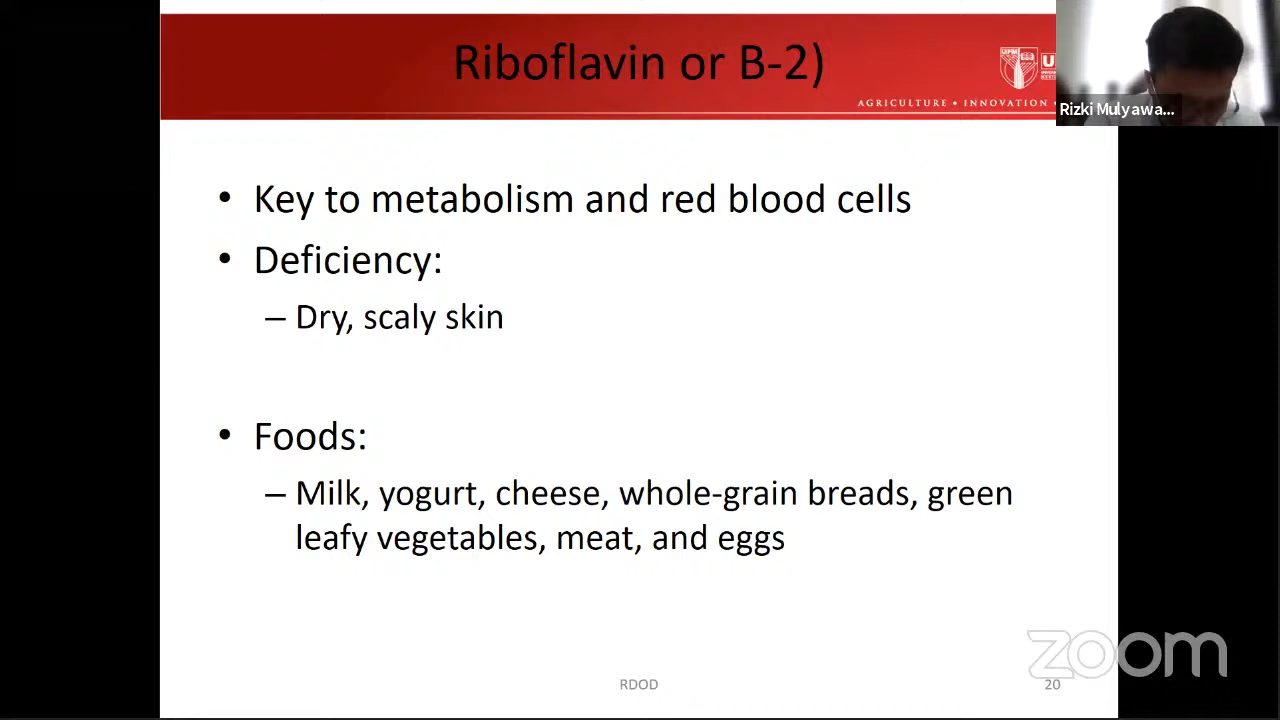 Riboflavin or B-2)
UPM
U
AGRICULTURE • INNOVATION •
Rizki Mulyawa...
• Key to metabolism and red blood cells
• Deficiency:
– Dry, scaly skin
• Foods:
– Milk, yogurt, cheese, whole-grain breads, green
leafy vegetables, meat, and eggs
zoom
RDOD
20